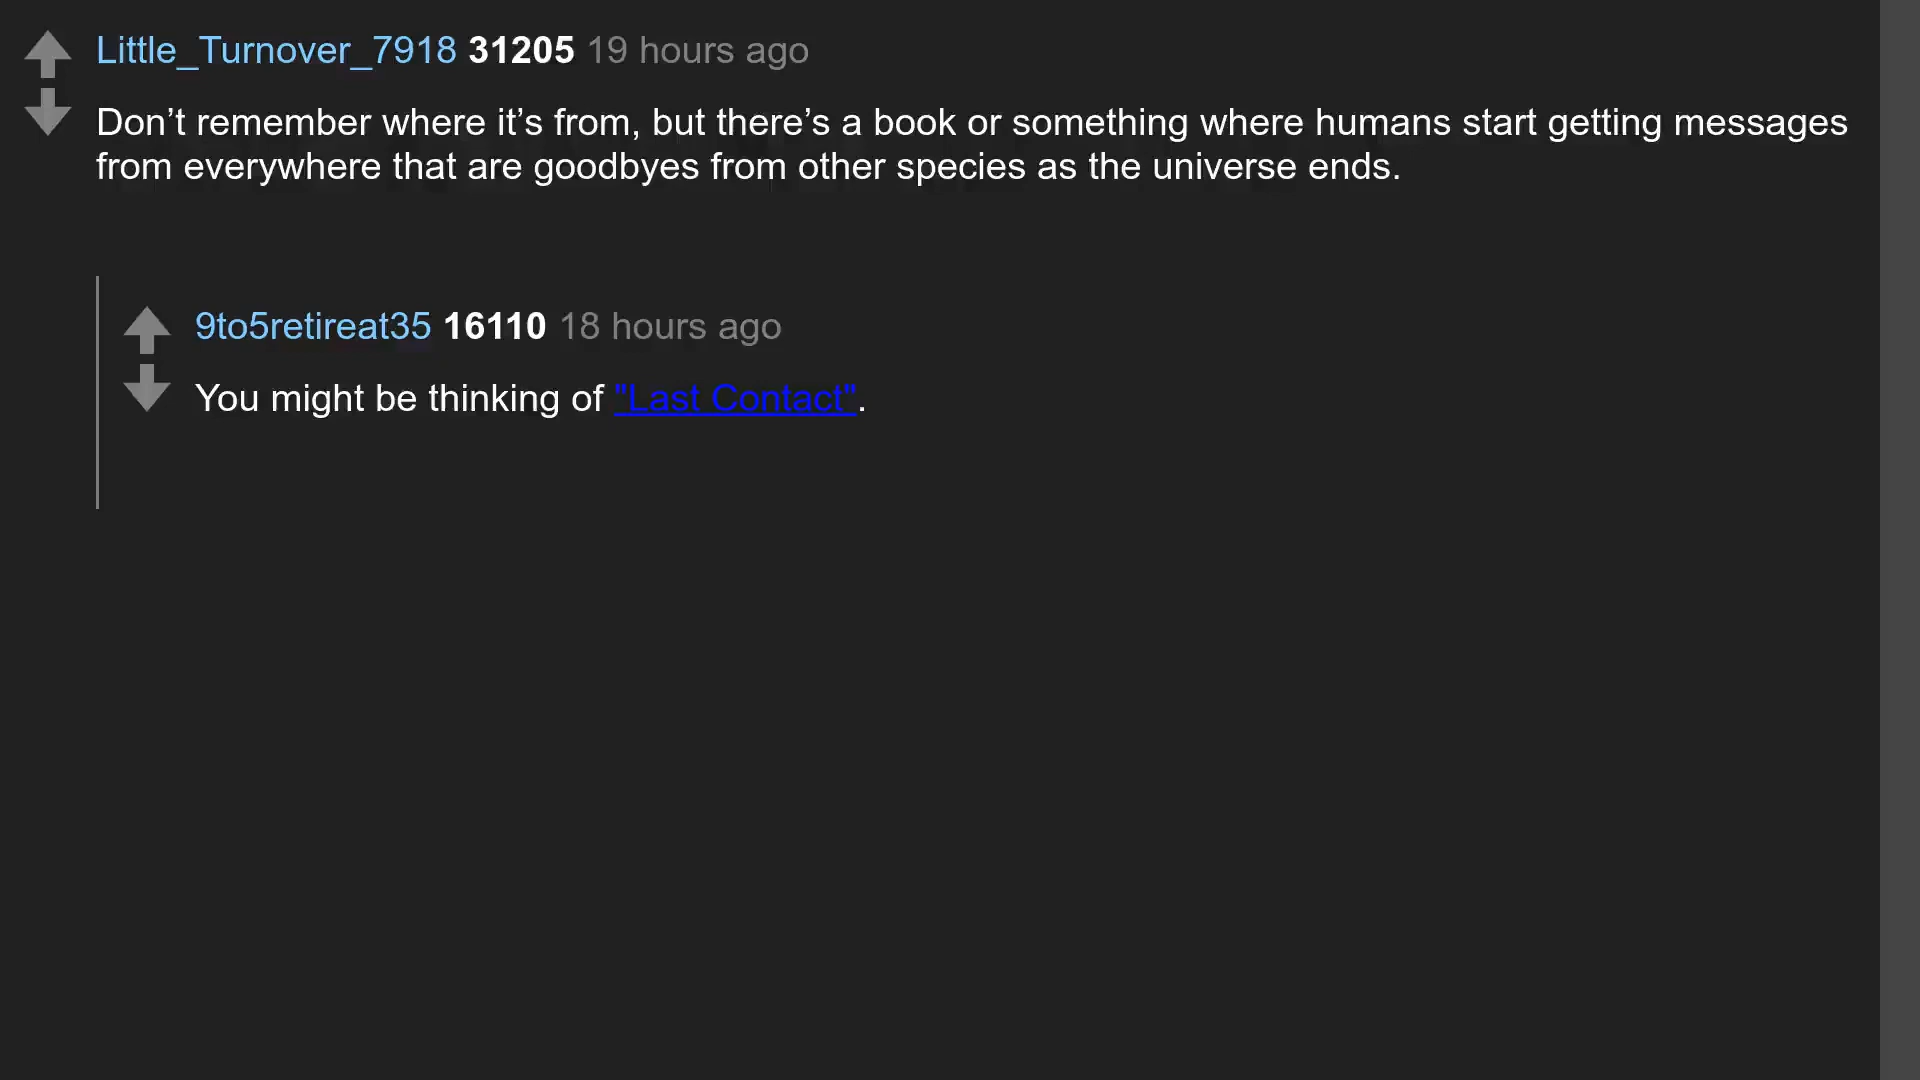 Little_Turnover_7918 31205 19 hours ago
Don’t remember where it’s from, but there’s a book or something where humans start getting messages
from everywhere that are goodbyes from other species as the universe ends.
9to5retireat35 16110 18 hours ago
You might be thinking of "Last Contact".